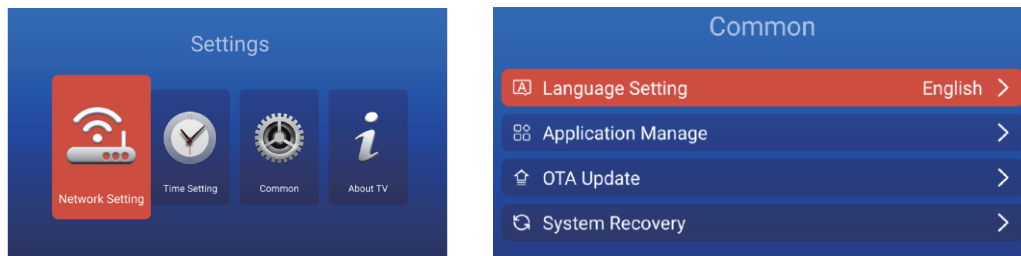 Settings
Network Setting
Time Setting
Common
About TV
Common
Language Setting English
Application Manage
OTA Update
System Recovery